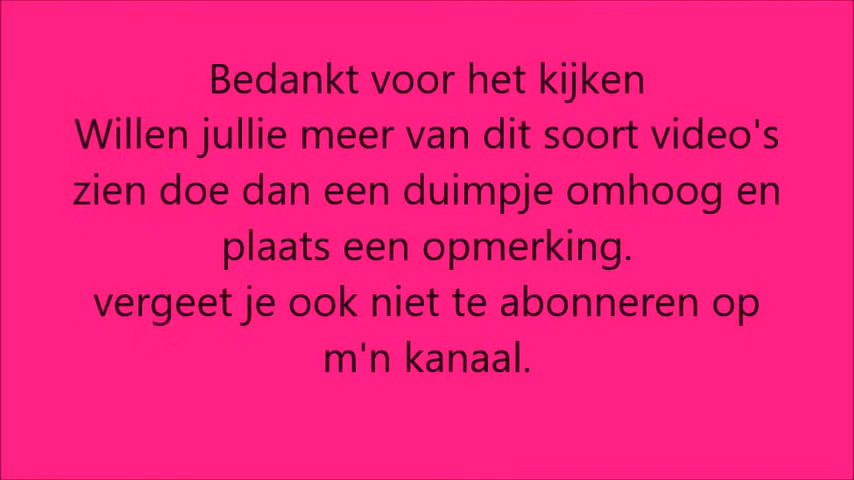 Bedankt voor het kijken
Willen jullie meer van dit soort video's
zien doe dan een duimpje omhoog en
plaats een opmerking.
vergeet je ook niet te abonneren op
m'n kanaal.